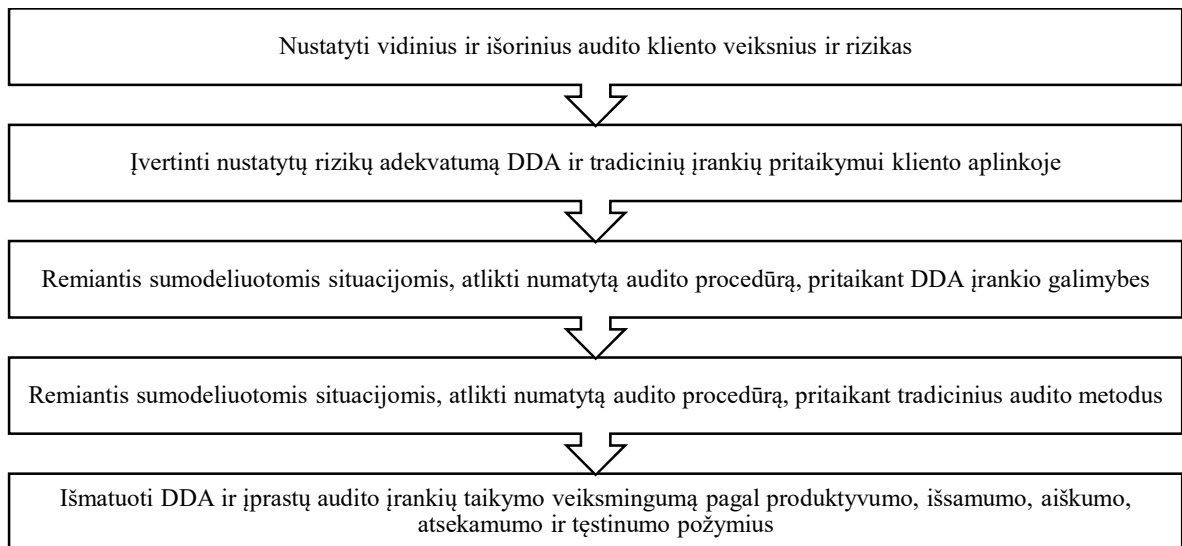 Nustatyti vidinius ir išorinius audito kliento veiksnius ir rizikas
Įvertinti nustatytų rizikų adekvatumą DDA ir tradicinių įrankių pritaikymui kliento aplinkoje
Remiantis sumodeliuotomis situacijomis, atlikti numatytą audito procedūrą, pritaikant DDA įrankio galimybes
Remiantis sumodeliuotomis situacijomis, atlikti numatytą audito procedūrą, pritaikant tradicinius audito metodus
Išmatuoti DDA ir įprastų audito įrankių taikymo veiksmingumą pagal produktyvumo, išsamumo, aiškumo,
atsekamumo ir tęstinumo požymius